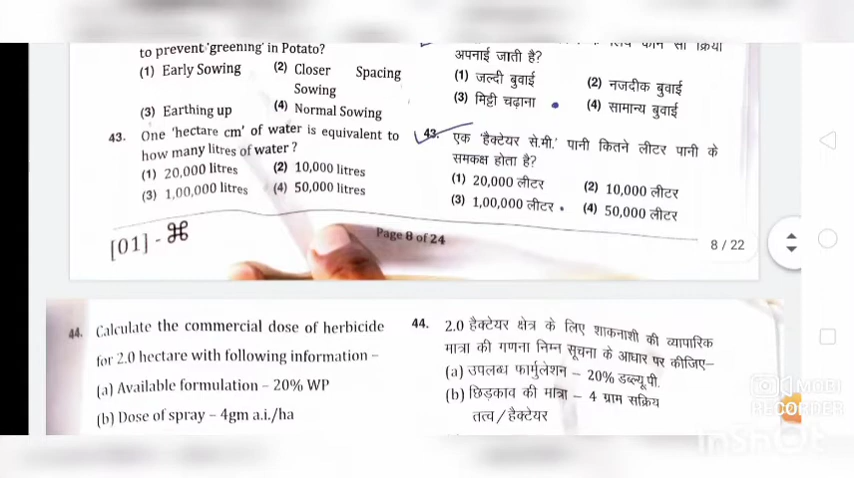 to prevent 'greening' in Potato?
(1) Early Sowing (2) Closer Spacing Sowing
(3) Earthing up (4) Normal Sowing
43. One 'hectare cm' of water is equivalent to
how many litres of water ?
(1) 20,000 litres (2) 10,000 litres
(3) 1,00,000 litres (4) 50,000 litres
[01] - ⌘
Page 8 of 24
के लिए कौन सी क्रिया
अपनाई जाती है?
(1) जल्दी बुवाई (2) नजदीक बुवाई
(3) मिट्टी चढ़ाना (4) सामान्य बुवाई
43. एक 'हैक्टेयर से.मी.' पानी कितने लीटर पानी के
समकक्ष होता है?
(1) 20,000 लीटर (2) 10,000 लीटर
(3) 1,00,000 लीटर (4) 50,000 लीटर
8 / 22
44. Calculate the commercial dose of herbicide
for 2.0 hectare with following information –
(a) Available formulation – 20% WP
(b) Dose of spray – 4gm a.i./ha
44. 2.0 हैक्टेयर क्षेत्र के लिए शाकनाशी की व्यापारिक
मात्रा की गणना निम्न सूचना के आधार पर कीजिए–
(a) उपलब्ध फार्मुलेशन – 20% डब्ल्यू.पी.
(b) छिड़काव की मात्रा – 4 ग्राम सक्रिय
तत्व / हैक्टेयर
MOBI
RECORDER
InShOt